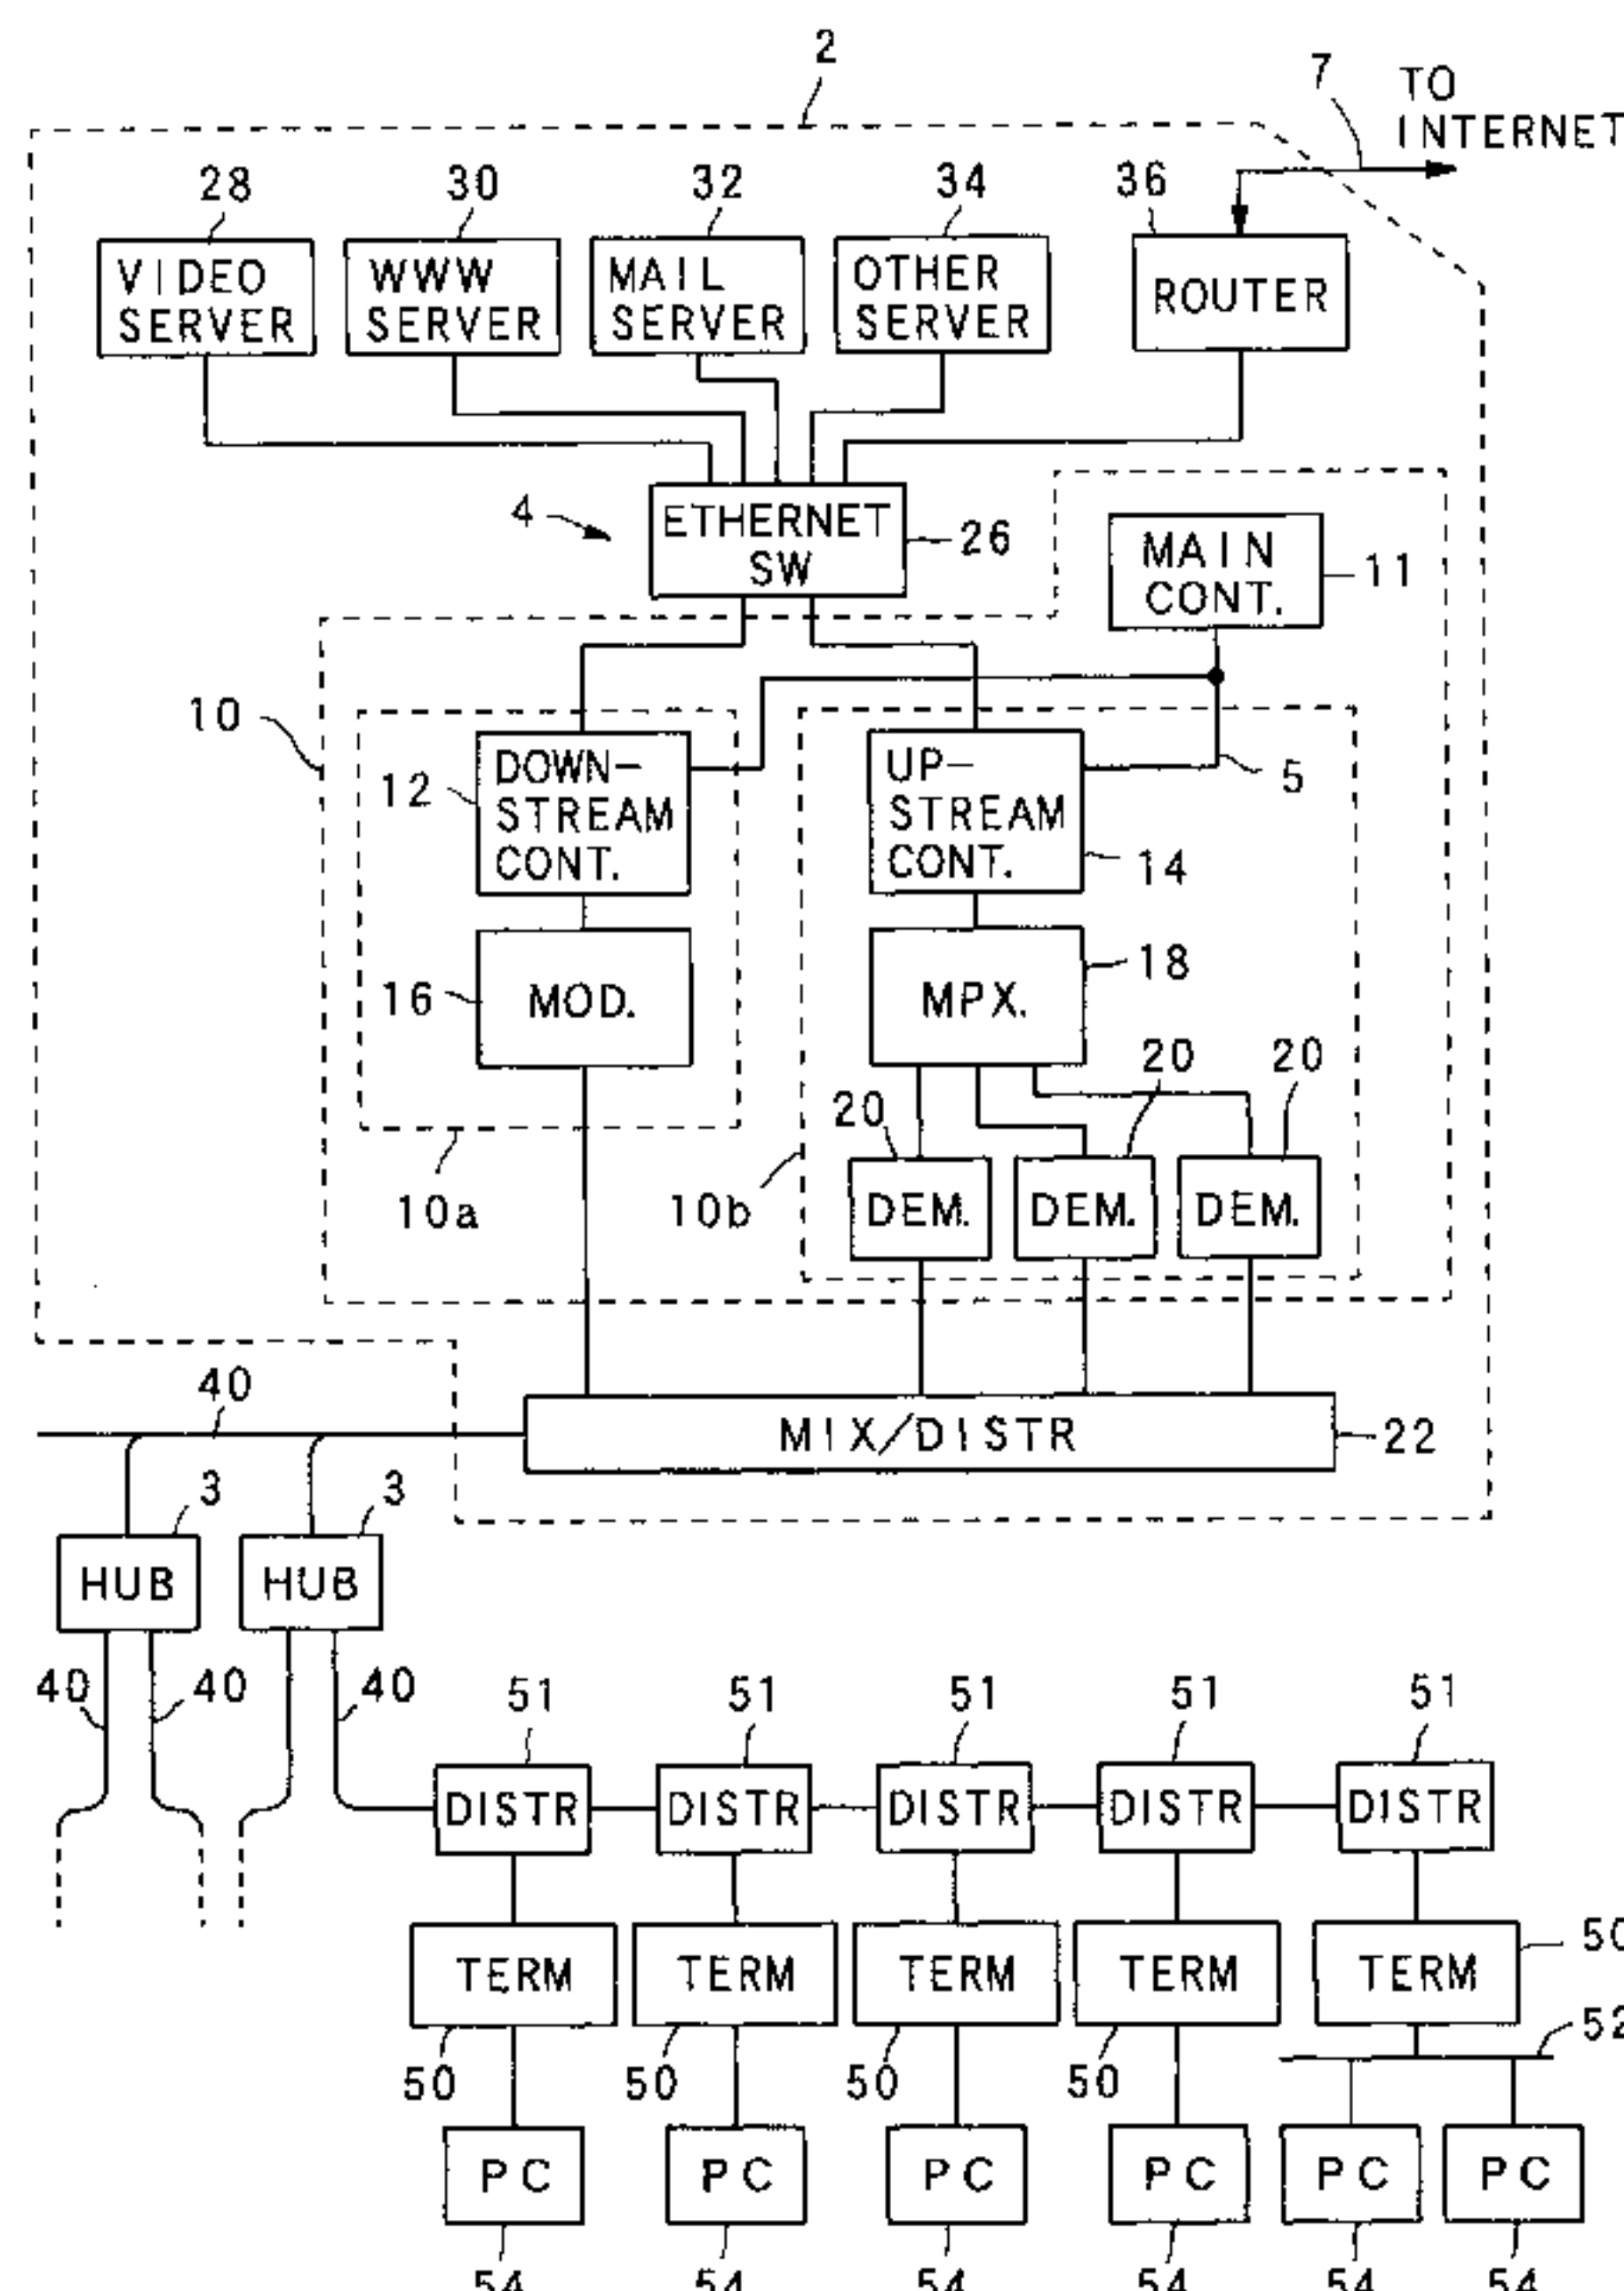 2
7
TO
INTERNET
28
30
32
34
36
VIDEO
SERVER
WWW
SERVER
MAIL
SERVER
OTHER
SERVER
ROUTER
4
ETHERNET
SW
26
MAIN
CONT.
11
10
12
DOWN-
STREAM
CONT.
UP-
STREAM
CONT.
5
14
16
MOD.
MPX.
18
20
20
20
10a
10b
DEM.
DEM.
DEM.
40
MIX/DISTR
22
3
3
HUB
HUB
40
40
40
51
51
51
51
51
DISTR
DISTR
DISTR
DISTR
DISTR
TERM
TERM
TERM
TERM
TERM
50
50
50
50
50
52
PC
PC
PC
PC
PC
PC
54
54
54
54
54
54